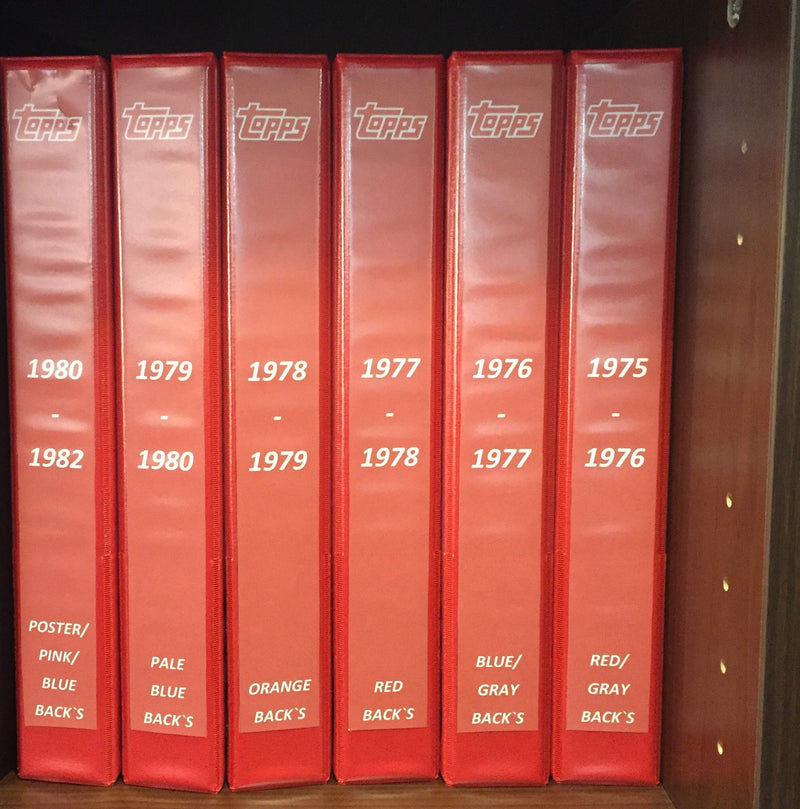 Topps
1980
-
1982
POSTER/
PINK/
BLUE
BACK`S
Topps
1979
-
1980
PALE
BLUE
BACK`S
Topps
1978
-
1979
ORANGE
BACK`S
Topps
1977
-
1978
RED
BACK`S
Topps
1976
-
1977
BLUE/
GRAY
BACK`S
Topps
1975
-
1976
RED/
GRAY
BACK`S